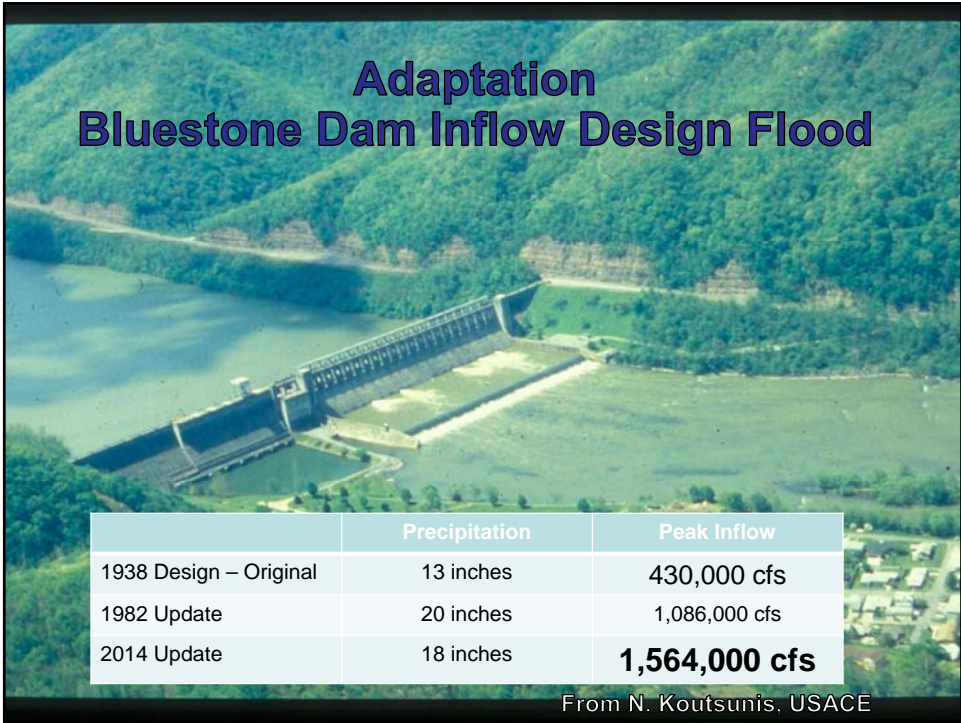 Adaptation
Bluestone Dam Inflow Design Flood
Precipitation Peak Inflow
1938 Design – Original 13 inches 430,000 cfs
1982 Update 20 inches 1,086,000 cfs
2014 Update 18 inches 1,564,000 cfs
From N. Koutsunis, USACE